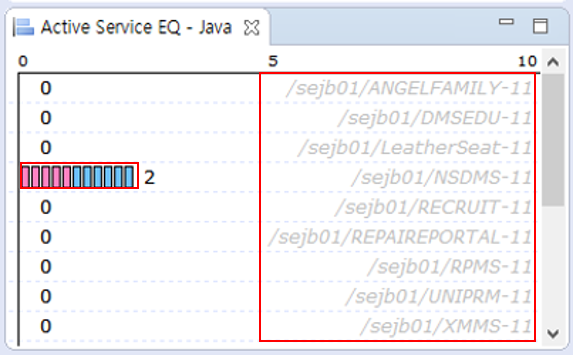 Active Service EQ - Java
0 5 10
0 /sejb01/ANGELFAMILY-11
0 /sejb01/DMSEDU-11
0 /sejb01/LeatherSeat-11
2 /sejb01/NSDMS-11
0 /sejb01/RECRUIT-11
0 /sejb01/REPAIREPORTAL-11
0 /sejb01/RPMS-11
0 /sejb01/UNIPRM-11
0 /sejb01/XMMS-11